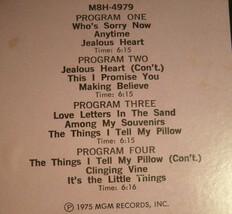 M8H-4979
PROGRAM ONE
Who's Sorry Now
Anytime
Jealous Heart
Time: 6:15
PROGRAM TWO
Jealous Heart (Con't.)
This I Promise You
Making Believe
Time: 6:15
PROGRAM THREE
Love Letters In The Sand
Among My Souvenirs
The Things I Tell My Pillow
Time: 6:15
PROGRAM FOUR
The Things I Tell My Pillow (Con't.)
Clinging Vine
It's the Little Things
Time: 6:16
Ⓟ 1975 MGM RECORDS, INC.